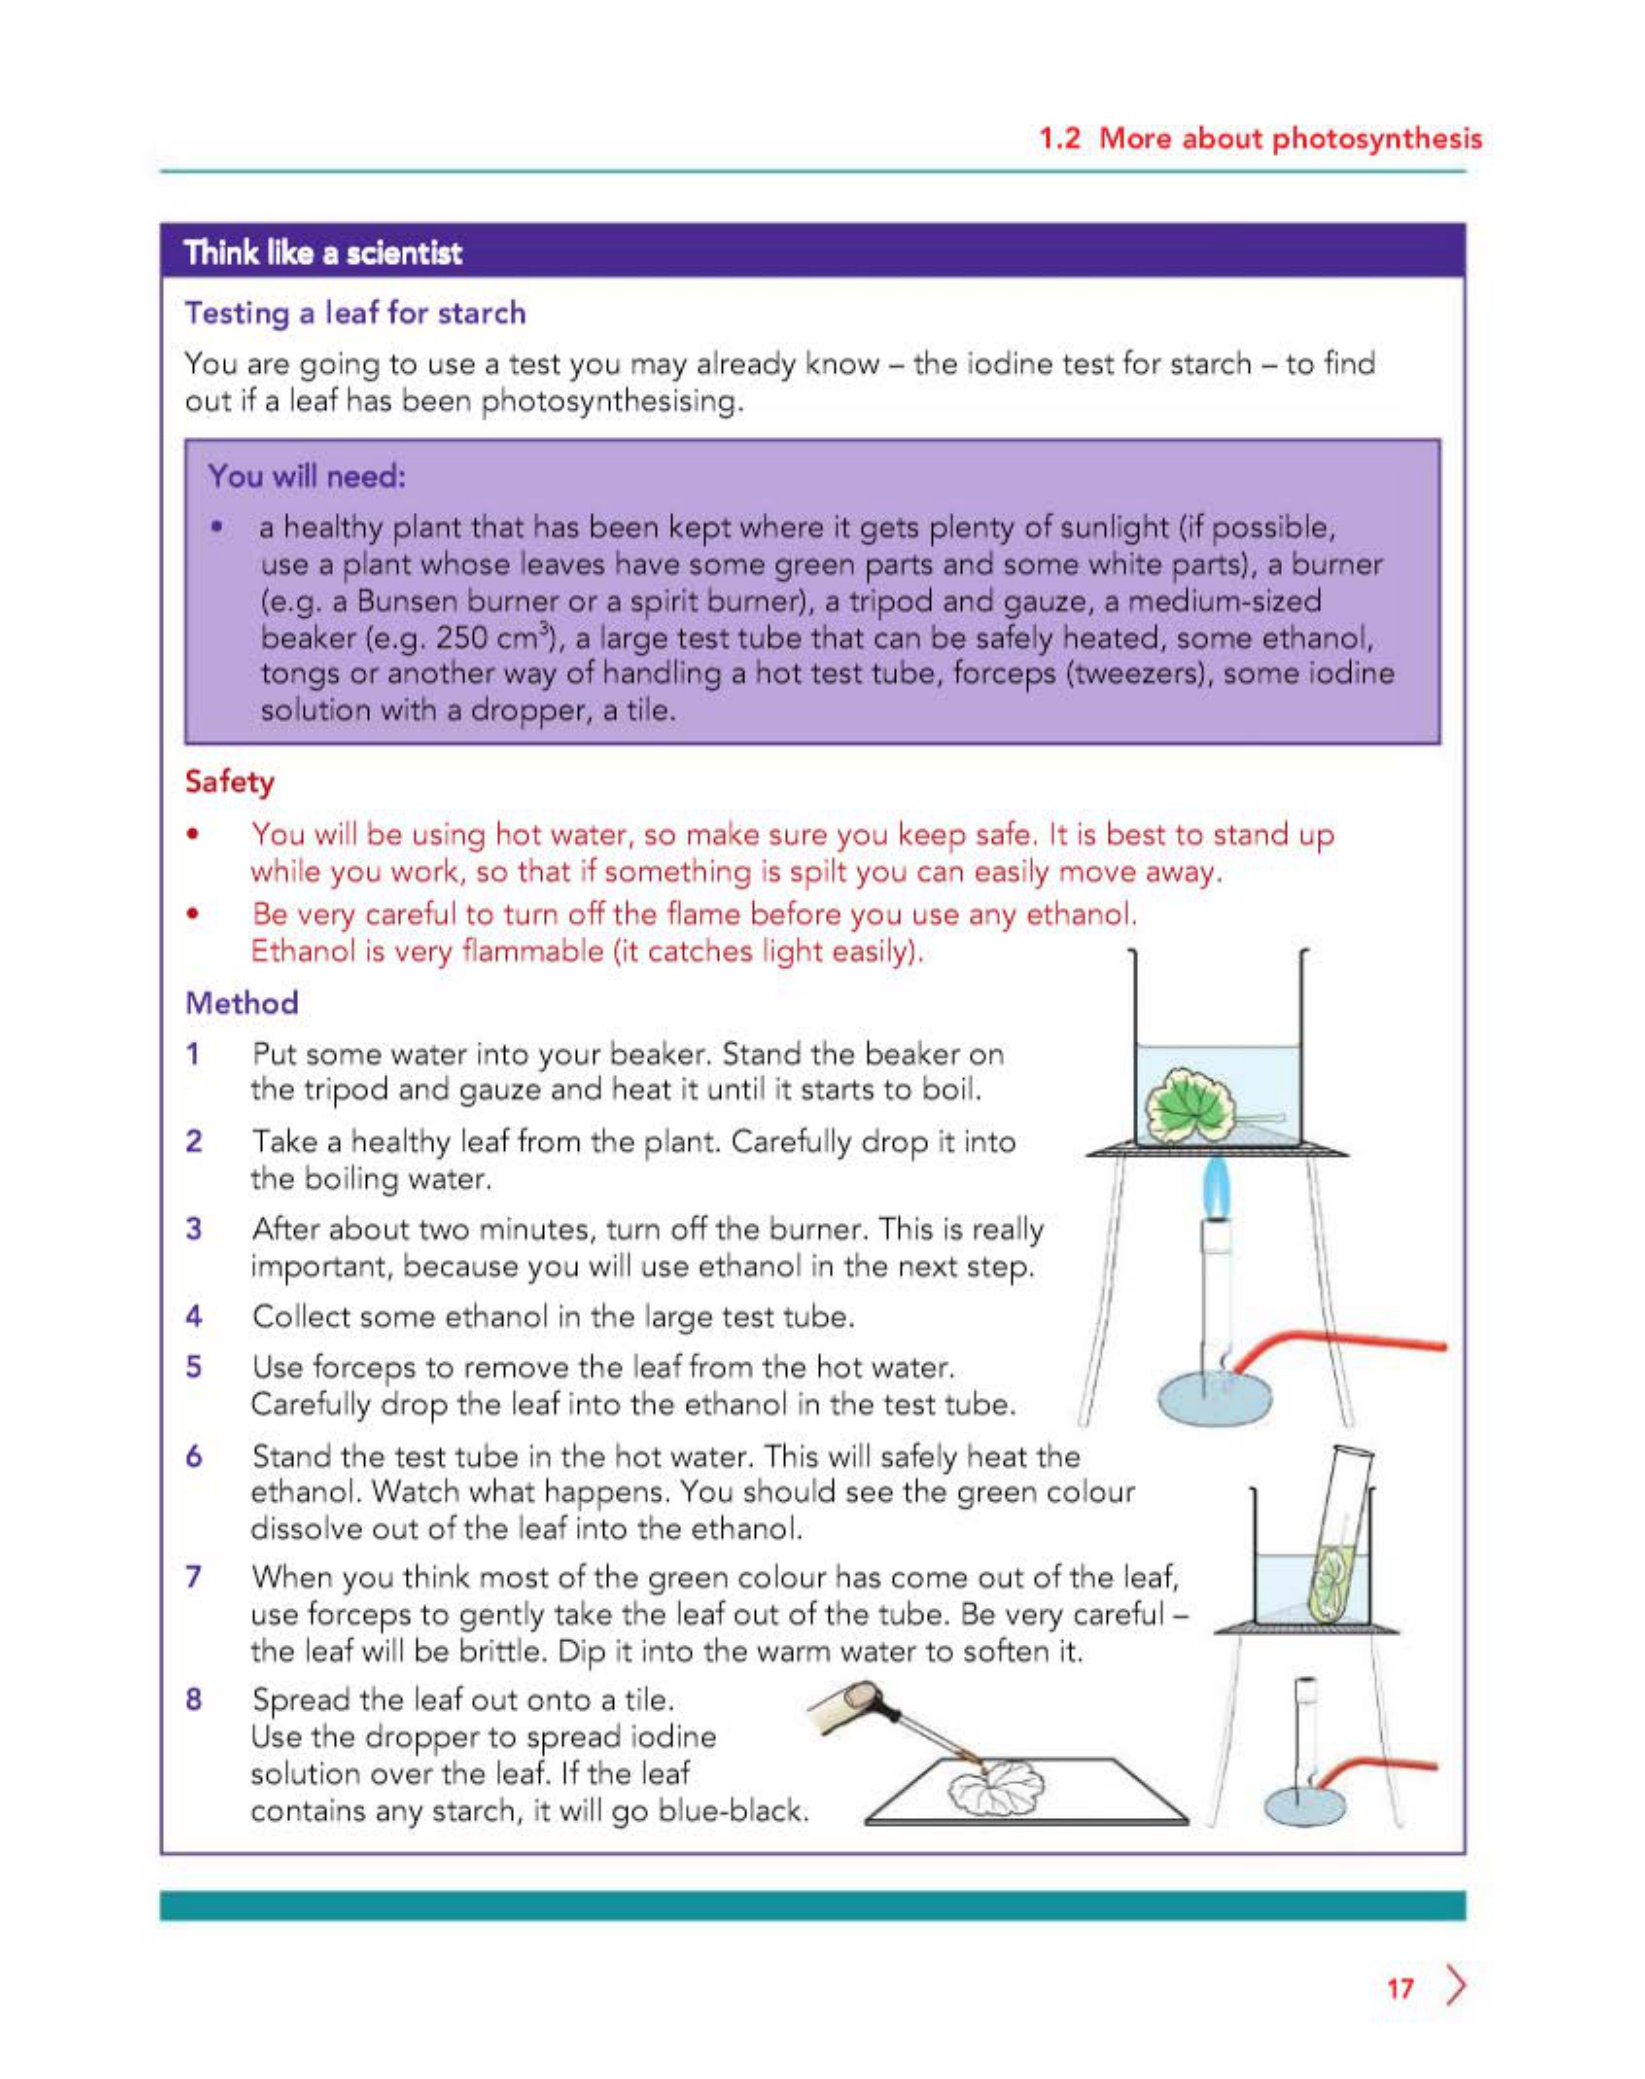 1.2 More about photosynthesis
Think like a scientist
Testing a leaf for starch
You are going to use a test you may already know – the iodine test for starch – to find
out if a leaf has been photosynthesising.
You will need:
• a healthy plant that has been kept where it gets plenty of sunlight (if possible,
use a plant whose leaves have some green parts and some white parts), a burner
(e.g. a Bunsen burner or a spirit burner), a tripod and gauze, a medium-sized
beaker (e.g. 250 cm³), a large test tube that can be safely heated, some ethanol,
tongs or another way of handling a hot test tube, forceps (tweezers), some iodine
solution with a dropper, a tile.
Safety
• You will be using hot water, so make sure you keep safe. It is best to stand up
while you work, so that if something is spilt you can easily move away.
• Be very careful to turn off the flame before you use any ethanol.
Ethanol is very flammable (it catches light easily).
Method
1 Put some water into your beaker. Stand the beaker on
the tripod and gauze and heat it until it starts to boil.
2 Take a healthy leaf from the plant. Carefully drop it into
the boiling water.
3 After about two minutes, turn off the burner. This is really
important, because you will use ethanol in the next step.
4 Collect some ethanol in the large test tube.
5 Use forceps to remove the leaf from the hot water.
Carefully drop the leaf into the ethanol in the test tube.
6 Stand the test tube in the hot water. This will safely heat the
ethanol. Watch what happens. You should see the green colour
dissolve out of the leaf into the ethanol.
7 When you think most of the green colour has come out of the leaf,
use forceps to gently take the leaf out of the tube. Be very careful –
the leaf will be brittle. Dip it into the warm water to soften it.
8 Spread the leaf out onto a tile.
Use the dropper to spread iodine
solution over the leaf. If the leaf
contains any starch, it will go blue-black.
17